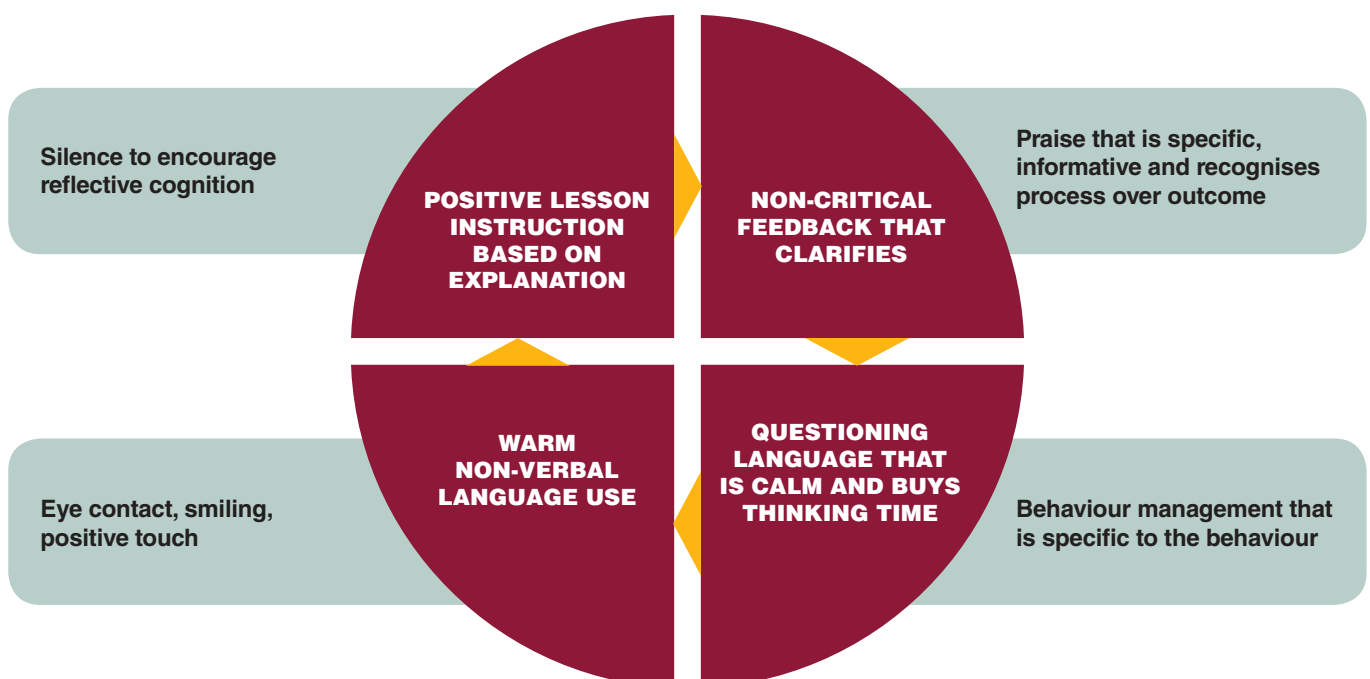 Silence to encourage
reflective cognition
POSITIVE LESSON
INSTRUCTION
BASED ON
EXPLANATION
NON-CRITICAL
FEEDBACK THAT
CLARIFIES
Praise that is specific,
informative and recognises
process over outcome
Eye contact, smiling,
positive touch
WARM
NON-VERBAL
LANGUAGE USE
QUESTIONING
LANGUAGE THAT
IS CALM AND BUYS
THINKING TIME
Behaviour management that
is specific to the behaviour